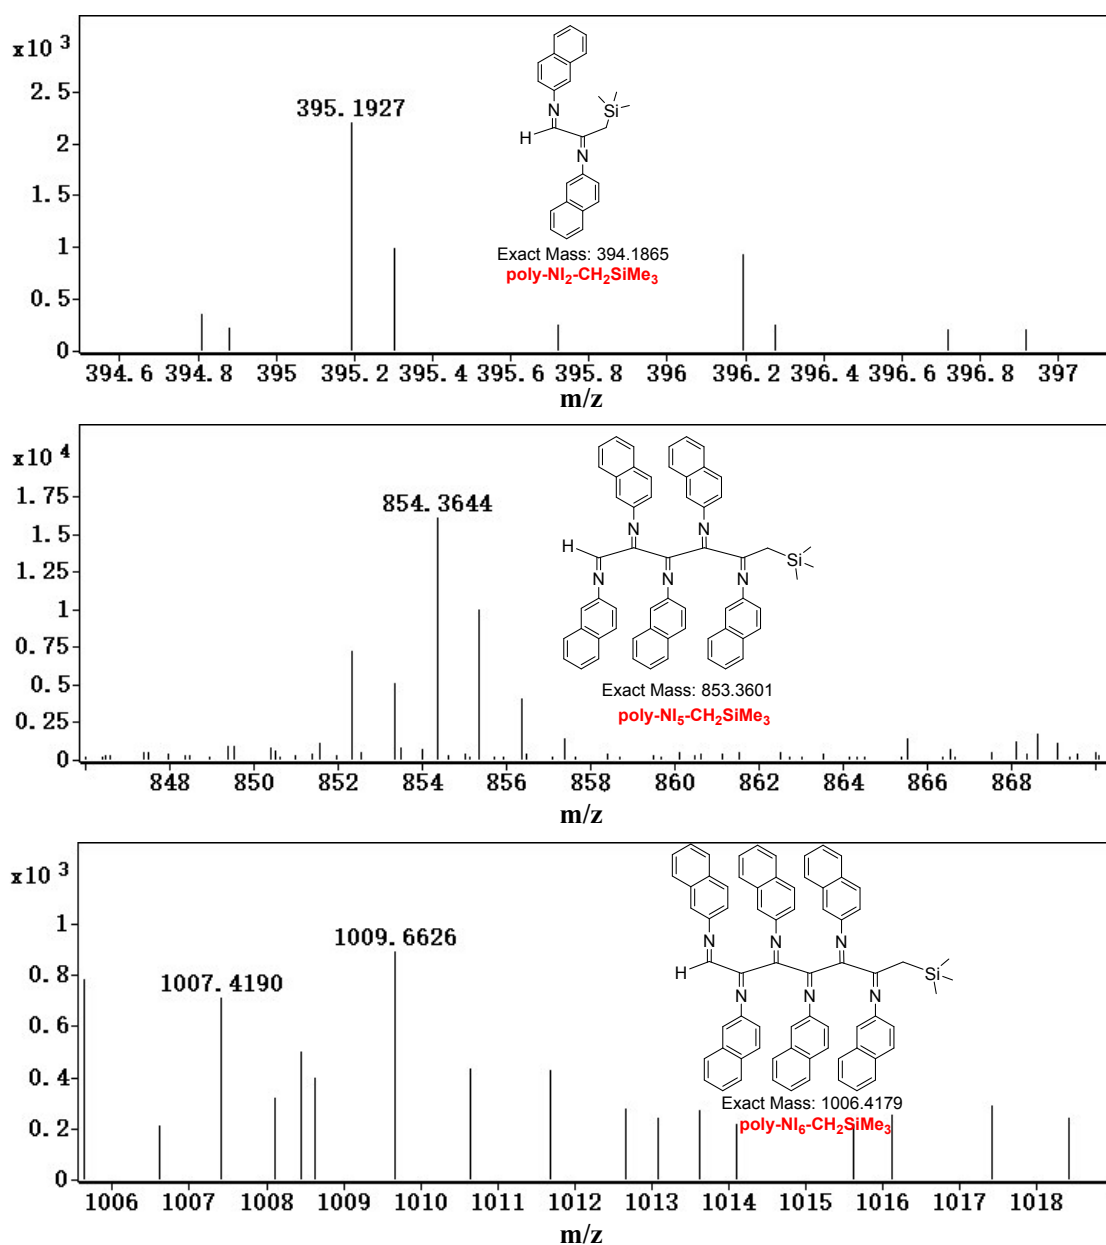 x10 3
2.5
2
1.5
1
0.5
0
395.1927
N
H
Si
N
Exact Mass: 394.1865
poly-NI2-CH2SiMe3
394.6 394.8 395 395.2 395.4 395.6 395.8 396 396.2 396.4 396.6 396.8 397
m/z
x10 4
1.75
1.5
1.25
1
0.75
0.5
0.25
0
854.3644
N N
H Si
N N N
Exact Mass: 853.3601
poly-NI5-CH2SiMe3
848 850 852 854 856 858 860 862 864 866 868
m/z
x10 3
1
0.8
0.6
0.4
0.2
0
1009.6626
1007.4190
N N N
H Si
N N N
Exact Mass: 1006.4179
poly-NI6-CH2SiMe3
1006 1007 1008 1009 1010 1011 1012 1013 1014 1015 1016 1017 1018
m/z